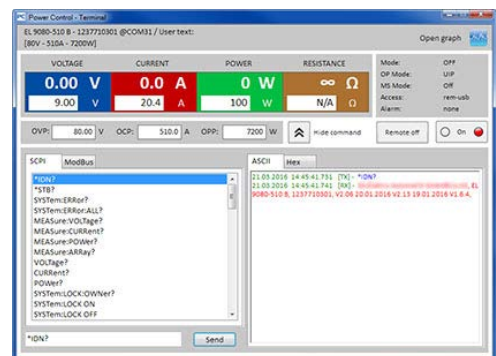 Power Control - Terminal
EL 9080-510 B - 1237710301 @COM31 / User text:
[80V - 510A - 7200W]
Open graph
VOLTAGE CURRENT POWER RESISTANCE
0.00 V 0.0 A 0 W ∞ Ω
9.00 V 20.4 A 100 W N/A Ω
Mode: OFF
OP Mode: UIP
MS Mode: Off
Access: rem-usb
Alarm: none
OVP: 80.00 V OCP: 510.0 A OPP: 7200 W Hide command Remote off On
SCPI ModBus
*IDN?
*STB?
SYSTem:ERRor?
SYSTem:ERRor:ALL?
MEASure:VOLTage?
MEASure:CURRent?
MEASure:POWer?
MEASure:ARRay?
VOLTage?
CURRent?
POWer?
SYSTem:LOCK:OWNer?
SYSTem:LOCK ON
SYSTem:LOCK OFF
*IDN? Send
ASCII Hex
21.03.2016 14:45:41.731 [TX] - *IDN?
21.03.2016 14:45:41.741 [RX] - EL
9080-510 B, 1237710301, V2.06 20.01.2016 V2.13 19.01.2016 V1.6.4,